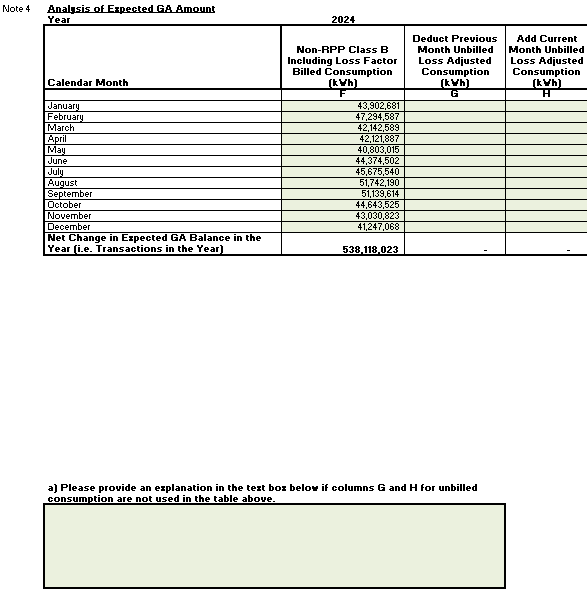 Note 4 Analysis of Expected GA Amount
Year 2024
Calendar Month Non-RPP Class B Including Loss Factor Billed Consumption (kWh) Deduct Previous Month Unbilled Loss Adjusted Consumption (kWh) Add Current Month Unbilled Loss Adjusted Consumption (kWh)
F G H
January 43,902,681
February 47,294,587
March 42,142,589
April 42,121,887
May 40,803,015
June 44,374,502
July 45,675,540
August 51,742,190
September 51,139,614
October 44,643,525
November 43,030,823
December 41,247,068
Net Change in Expected GA Balance in the
Year (i.e. Transactions in the Year) 538,118,023 - -
a) Please provide an explanation in the text box below if columns G and H for unbilled
consumption are not used in the table above.